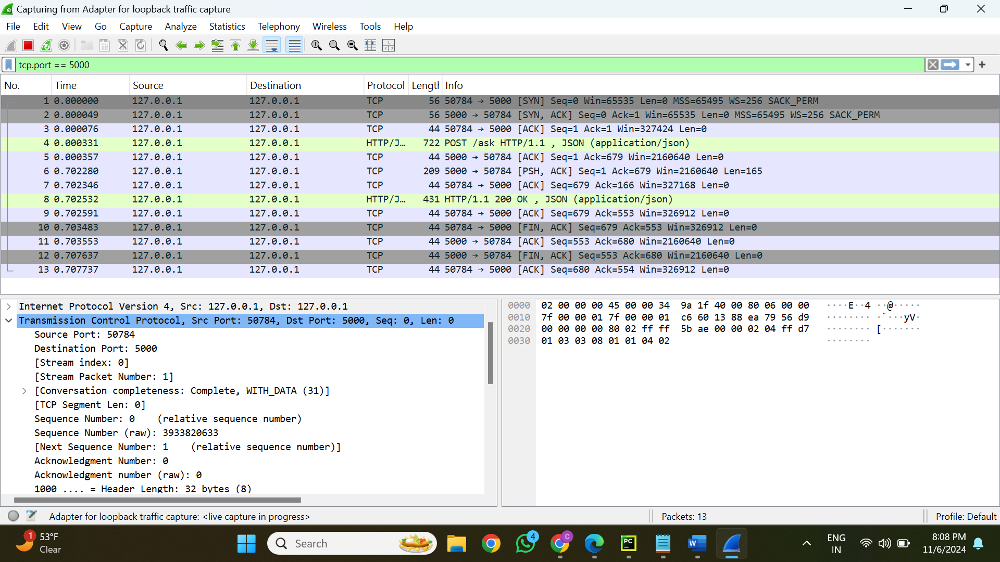 Capturing from Adapter for loopback traffic capture
File Edit View Go Capture Analyze Statistics Telephony Wireless Tools Help
tcp.port == 5000
No. Time Source Destination Protocol Length Info
1 0.000000 127.0.0.1 127.0.0.1 TCP 56 50784 → 5000 [SYN] Seq=0 Win=65535 Len=0 MSS=65495 WS=256 SACK_PERM
2 0.000049 127.0.0.1 127.0.0.1 TCP 56 5000 → 50784 [SYN, ACK] Seq=0 Ack=1 Win=65535 Len=0 MSS=65495 WS=256 SACK_PERM
3 0.000076 127.0.0.1 127.0.0.1 TCP 44 50784 → 5000 [ACK] Seq=1 Ack=1 Win=327424 Len=0
4 0.000331 127.0.0.1 127.0.0.1 HTTP/J… 722 POST /ask HTTP/1.1 , JSON (application/json)
5 0.000357 127.0.0.1 127.0.0.1 TCP 44 5000 → 50784 [ACK] Seq=1 Ack=679 Win=2160640 Len=0
6 0.702280 127.0.0.1 127.0.0.1 TCP 209 5000 → 50784 [PSH, ACK] Seq=1 Ack=679 Win=2160640 Len=165
7 0.702346 127.0.0.1 127.0.0.1 TCP 44 50784 → 5000 [ACK] Seq=679 Ack=166 Win=327168 Len=0
8 0.702532 127.0.0.1 127.0.0.1 HTTP/J… 431 HTTP/1.1 200 OK , JSON (application/json)
9 0.702591 127.0.0.1 127.0.0.1 TCP 44 50784 → 5000 [ACK] Seq=679 Ack=553 Win=326912 Len=0
10 0.703483 127.0.0.1 127.0.0.1 TCP 44 50784 → 5000 [FIN, ACK] Seq=679 Ack=553 Win=326912 Len=0
11 0.703553 127.0.0.1 127.0.0.1 TCP 44 5000 → 50784 [ACK] Seq=553 Ack=680 Win=2160640 Len=0
12 0.707637 127.0.0.1 127.0.0.1 TCP 44 5000 → 50784 [FIN, ACK] Seq=553 Ack=680 Win=2160640 Len=0
13 0.707737 127.0.0.1 127.0.0.1 TCP 44 50784 → 5000 [ACK] Seq=680 Ack=554 Win=326912 Len=0
Internet Protocol Version 4, Src: 127.0.0.1, Dst: 127.0.0.1
Transmission Control Protocol, Src Port: 50784, Dst Port: 5000, Seq: 0, Len: 0
Source Port: 50784
Destination Port: 5000
[Stream index: 0]
[Stream Packet Number: 1]
[Conversation completeness: Complete, WITH_DATA (31)]
[TCP Segment Len: 0]
Sequence Number: 0 (relative sequence number)
Sequence Number (raw): 3933820633
[Next Sequence Number: 1 (relative sequence number)]
Acknowledgment Number: 0
Acknowledgment number (raw): 0
1000 .... = Header Length: 32 bytes (8)
0000 02 00 00 00 45 00 00 34 9a 1f 40 00 80 06 00 00 ····E··4 ··@·····
0010 7f 00 00 01 7f 00 00 01 c6 60 13 88 ea 79 56 d9 ········ ·`···yV·
0020 00 00 00 00 80 02 ff ff 5b ae 00 00 02 04 ff d7 ········ [·······
0030 01 03 03 08 01 01 04 02 ········
Adapter for loopback traffic capture: <live capture in progress>
Packets: 13
Profile: Default
1
53°F
Clear
Search
4
C
PC
W
ENG
IN
8:08 PM
11/6/2024